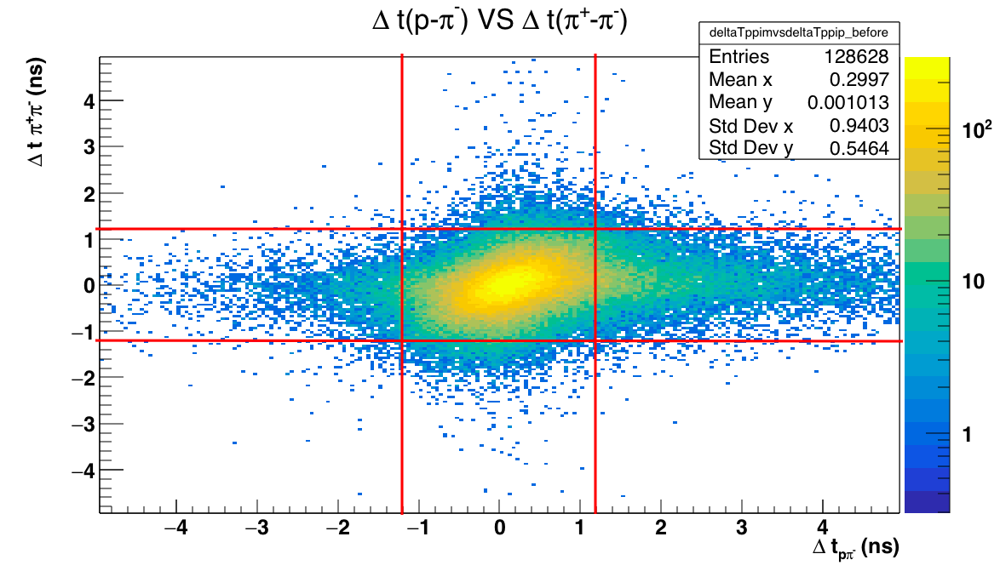 Δ t(p-π⁻) VS Δ t(π⁺-π⁻)
deltaTppimvsdeltaTppip_before
Entries 128628
Mean x 0.2997
Mean y 0.001013
Std Dev x 0.9403
Std Dev y 0.5464
Δ t π⁺π⁻ (ns)
4
3
2
1
0
−1
−2
−3
−4
−4 −3 −2 −1 0 1 2 3 4
Δ t_pπ⁻ (ns)
10²
10
1